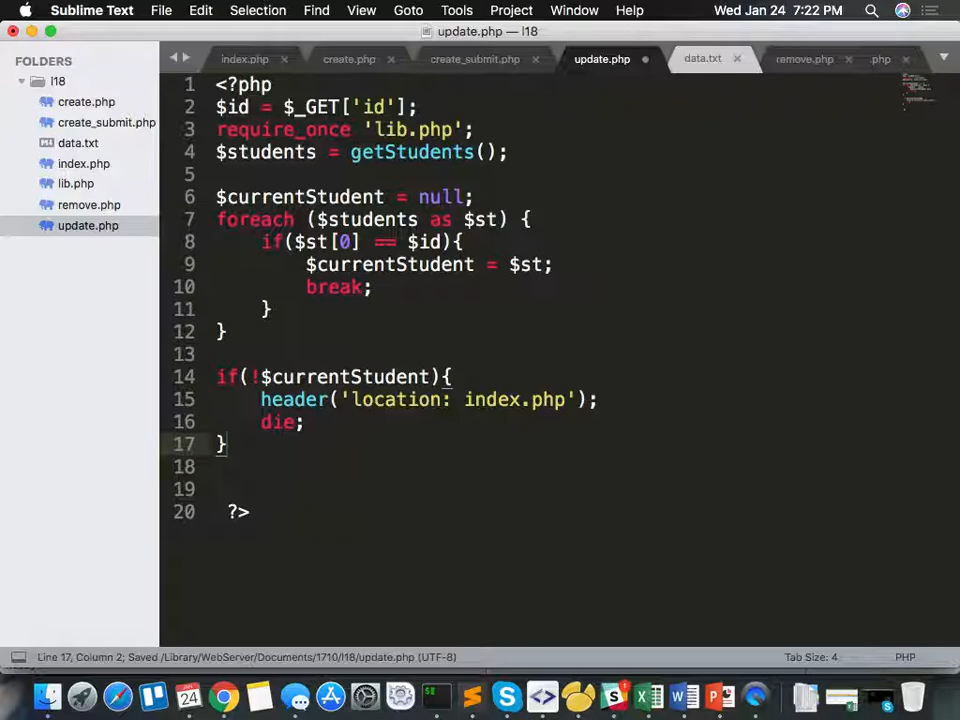 Sublime Text File Edit Selection Find View Goto Tools Project Window Help Wed Jan 24 7:22 PM
update.php — l18
FOLDERS
l18
create.php
create_submit.php
data.txt
index.php
lib.php
remove.php
update.php
index.php create.php create_submit.php update.php data.txt remove.php .php
1 <?php
2 $id = $_GET['id'];
3 require_once 'lib.php';
4 $students = getStudents();
5
6 $currentStudent = null;
7 foreach ($students as $st) {
8 if($st[0] == $id){
9 $currentStudent = $st;
10 break;
11 }
12 }
13
14 if(!$currentStudent){
15 header('location: index.php');
16 die;
17 }
18
19
20 ?>
Line 17, Column 2; Saved /Library/WebServer/Documents/1710/l18/update.php (UTF-8) Tab Size: 4 PHP